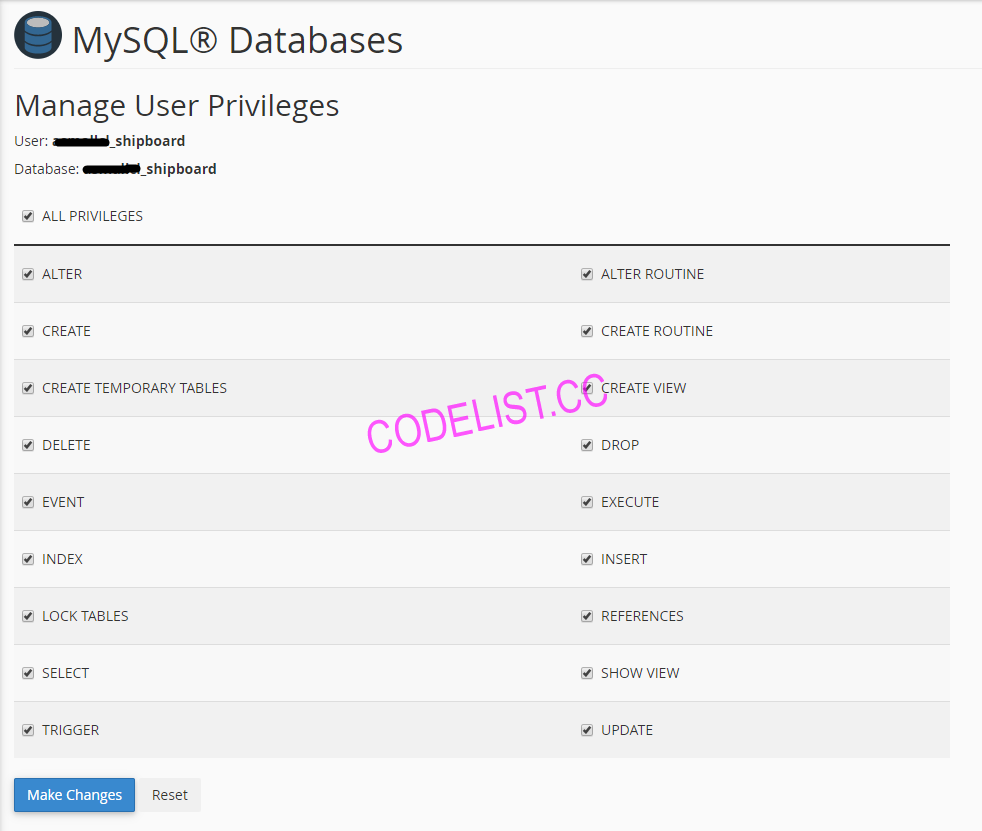 MySQL® Databases
Manage User Privileges
User: _shipboard
Database: _shipboard
ALL PRIVILEGES
ALTER ALTER ROUTINE
CREATE CREATE ROUTINE
CREATE TEMPORARY TABLES CREATE VIEW
CODELIST.CC
DELETE DROP
EVENT EXECUTE
INDEX INSERT
LOCK TABLES REFERENCES
SELECT SHOW VIEW
TRIGGER UPDATE
Make Changes Reset